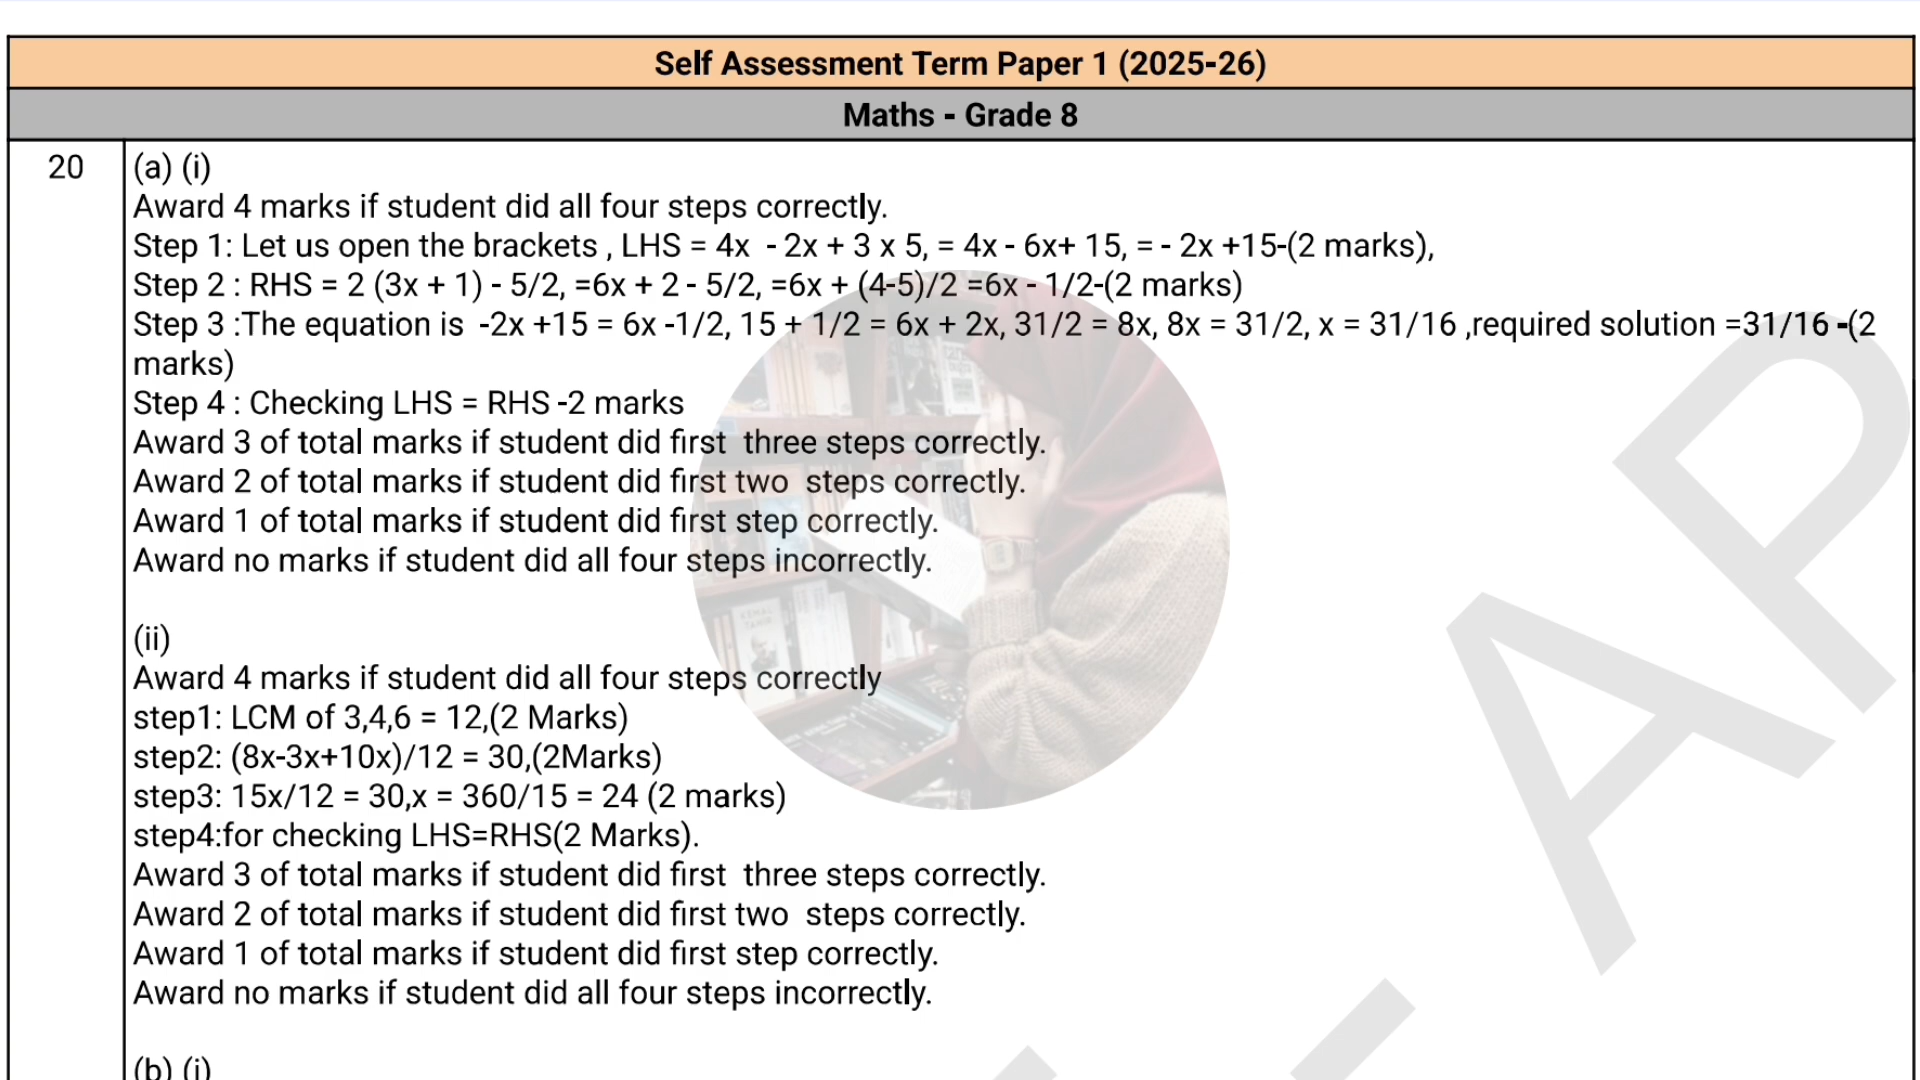 Self Assessment Term Paper 1 (2025-26)
Maths - Grade 8
20
(a) (i)
Award 4 marks if student did all four steps correctly.
Step 1: Let us open the brackets , LHS = 4x - 2x + 3 x 5, = 4x - 6x+ 15, = - 2x +15-(2 marks),
Step 2 : RHS = 2 (3x + 1) - 5/2, =6x + 2 - 5/2, =6x + (4-5)/2 =6x - 1/2-(2 marks)
Step 3 :The equation is -2x +15 = 6x -1/2, 15 + 1/2 = 6x + 2x, 31/2 = 8x, 8x = 31/2, x = 31/16 ,required solution =31/16 -(2
marks)
Step 4 : Checking LHS = RHS -2 marks
Award 3 of total marks if student did first three steps correctly.
Award 2 of total marks if student did first two steps correctly.
Award 1 of total marks if student did first step correctly.
Award no marks if student did all four steps incorrectly.
(ii)
Award 4 marks if student did all four steps correctly
step1: LCM of 3,4,6 = 12,(2 Marks)
step2: (8x-3x+10x)/12 = 30,(2Marks)
step3: 15x/12 = 30,x = 360/15 = 24 (2 marks)
step4:for checking LHS=RHS(2 Marks).
Award 3 of total marks if student did first three steps correctly.
Award 2 of total marks if student did first two steps correctly.
Award 1 of total marks if student did first step correctly.
Award no marks if student did all four steps incorrectly.
(b) (i)
- AP